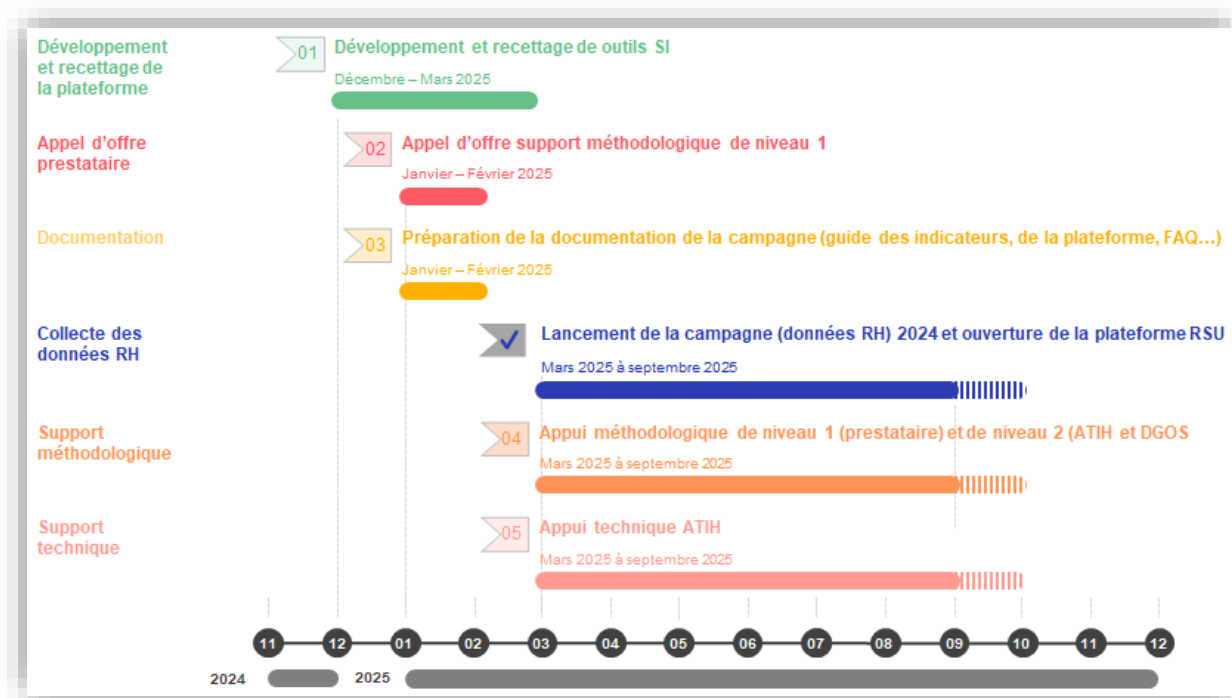 Développement
et recettage de
la plateforme
01
Développement et recettage de outils SI
Décembre – Mars 2025
Appel d'offre
prestataire
02
Appel d'offre support méthodologique de niveau 1
Janvier – Février 2025
Documentation
03
Préparation de la documentation de la campagne (guide des indicateurs, de la plateforme, FAQ…)
Janvier – Février 2025
Collecte des
données RH
Lancement de la campagne (données RH) 2024 et ouverture de la plateforme RSU
Mars 2025 à septembre 2025
Support
méthodologique
04
Appui méthodologique de niveau 1 (prestataire) et de niveau 2 (ATIH et DGOS
Mars 2025 à septembre 2025
Support
technique
05
Appui technique ATIH
Mars 2025 à septembre 2025
11 12 01 02 03 04 05 06 07 08 09 10 11 12
2024 2025